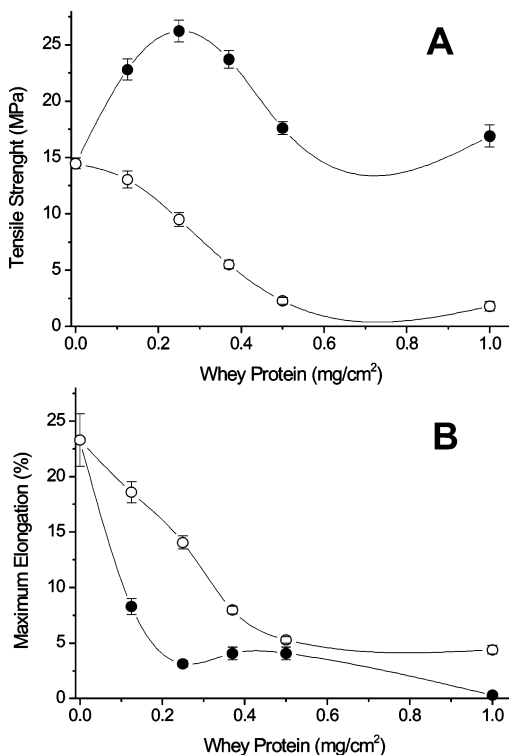 A
Tensile Strenght (MPa)
25
20
15
10
5
0
0.0 0.2 0.4 0.6 0.8 1.0
Whey Protein (mg/cm²)
B
Maximum Elongation (%)
25
20
15
10
5
0
0.0 0.2 0.4 0.6 0.8 1.0
Whey Protein (mg/cm²)